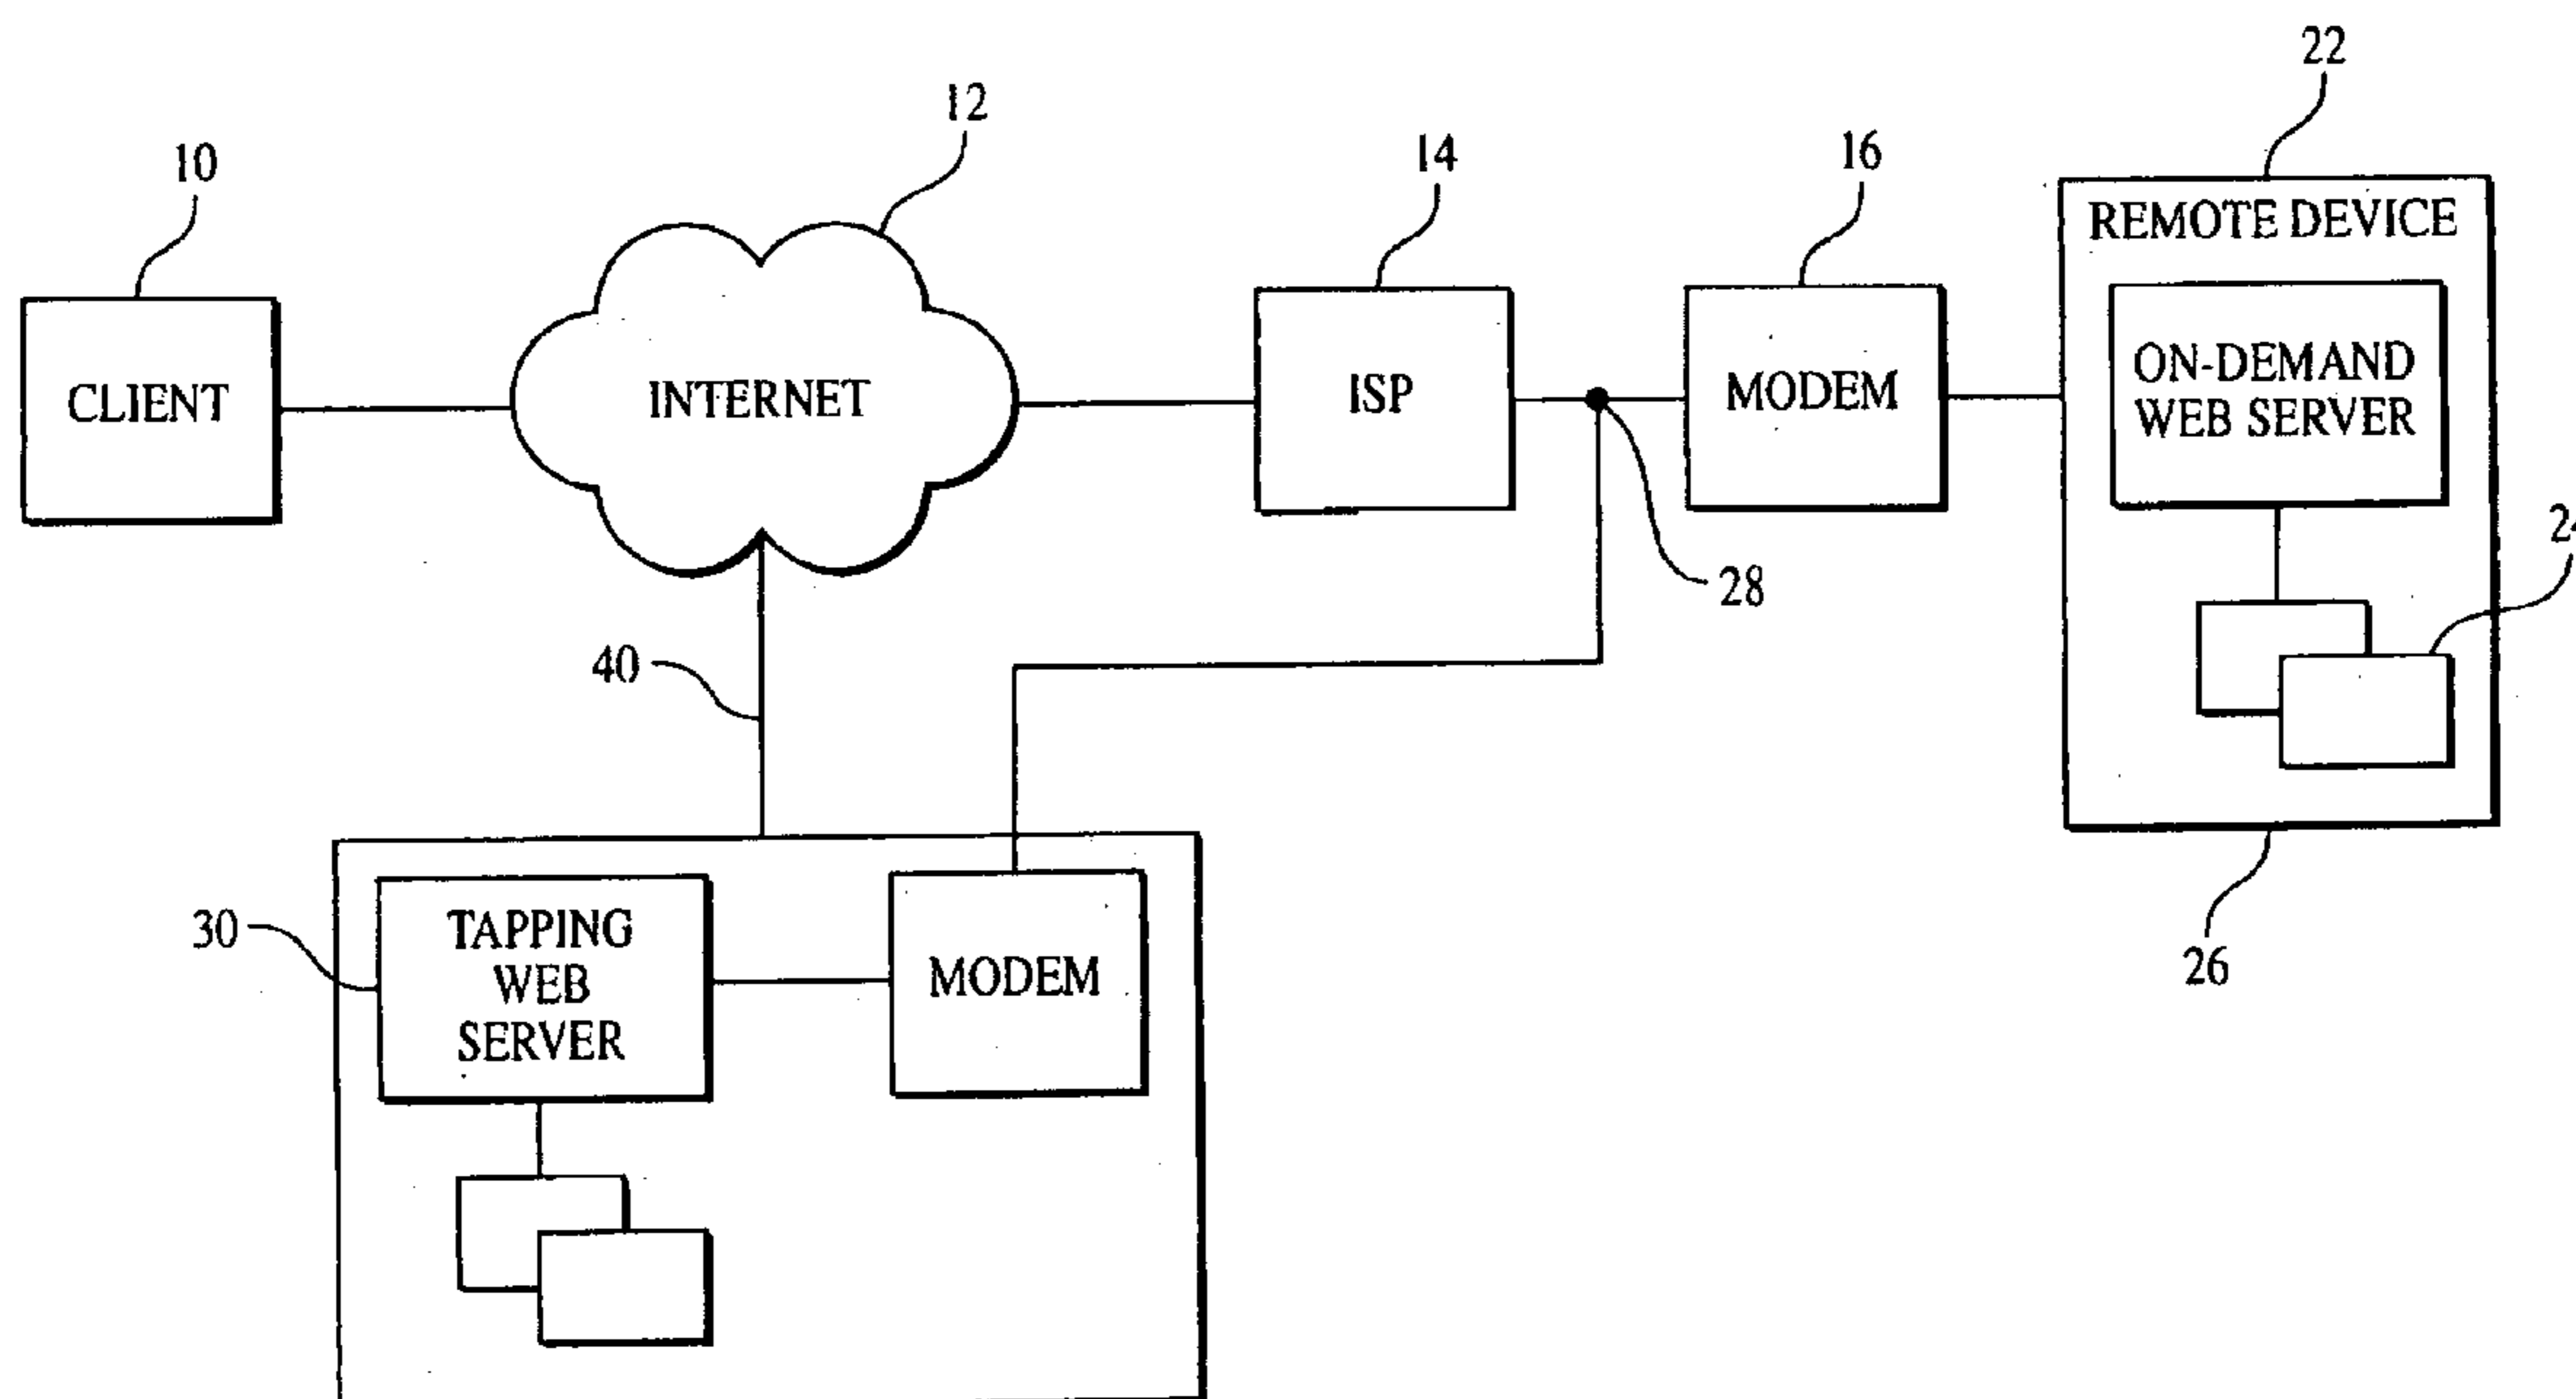 22
12
10
14
16
REMOTE DEVICE
CLIENT
INTERNET
ISP
MODEM
ON-DEMAND
WEB SERVER
28
40
30
TAPPING
WEB
SERVER
MODEM
26